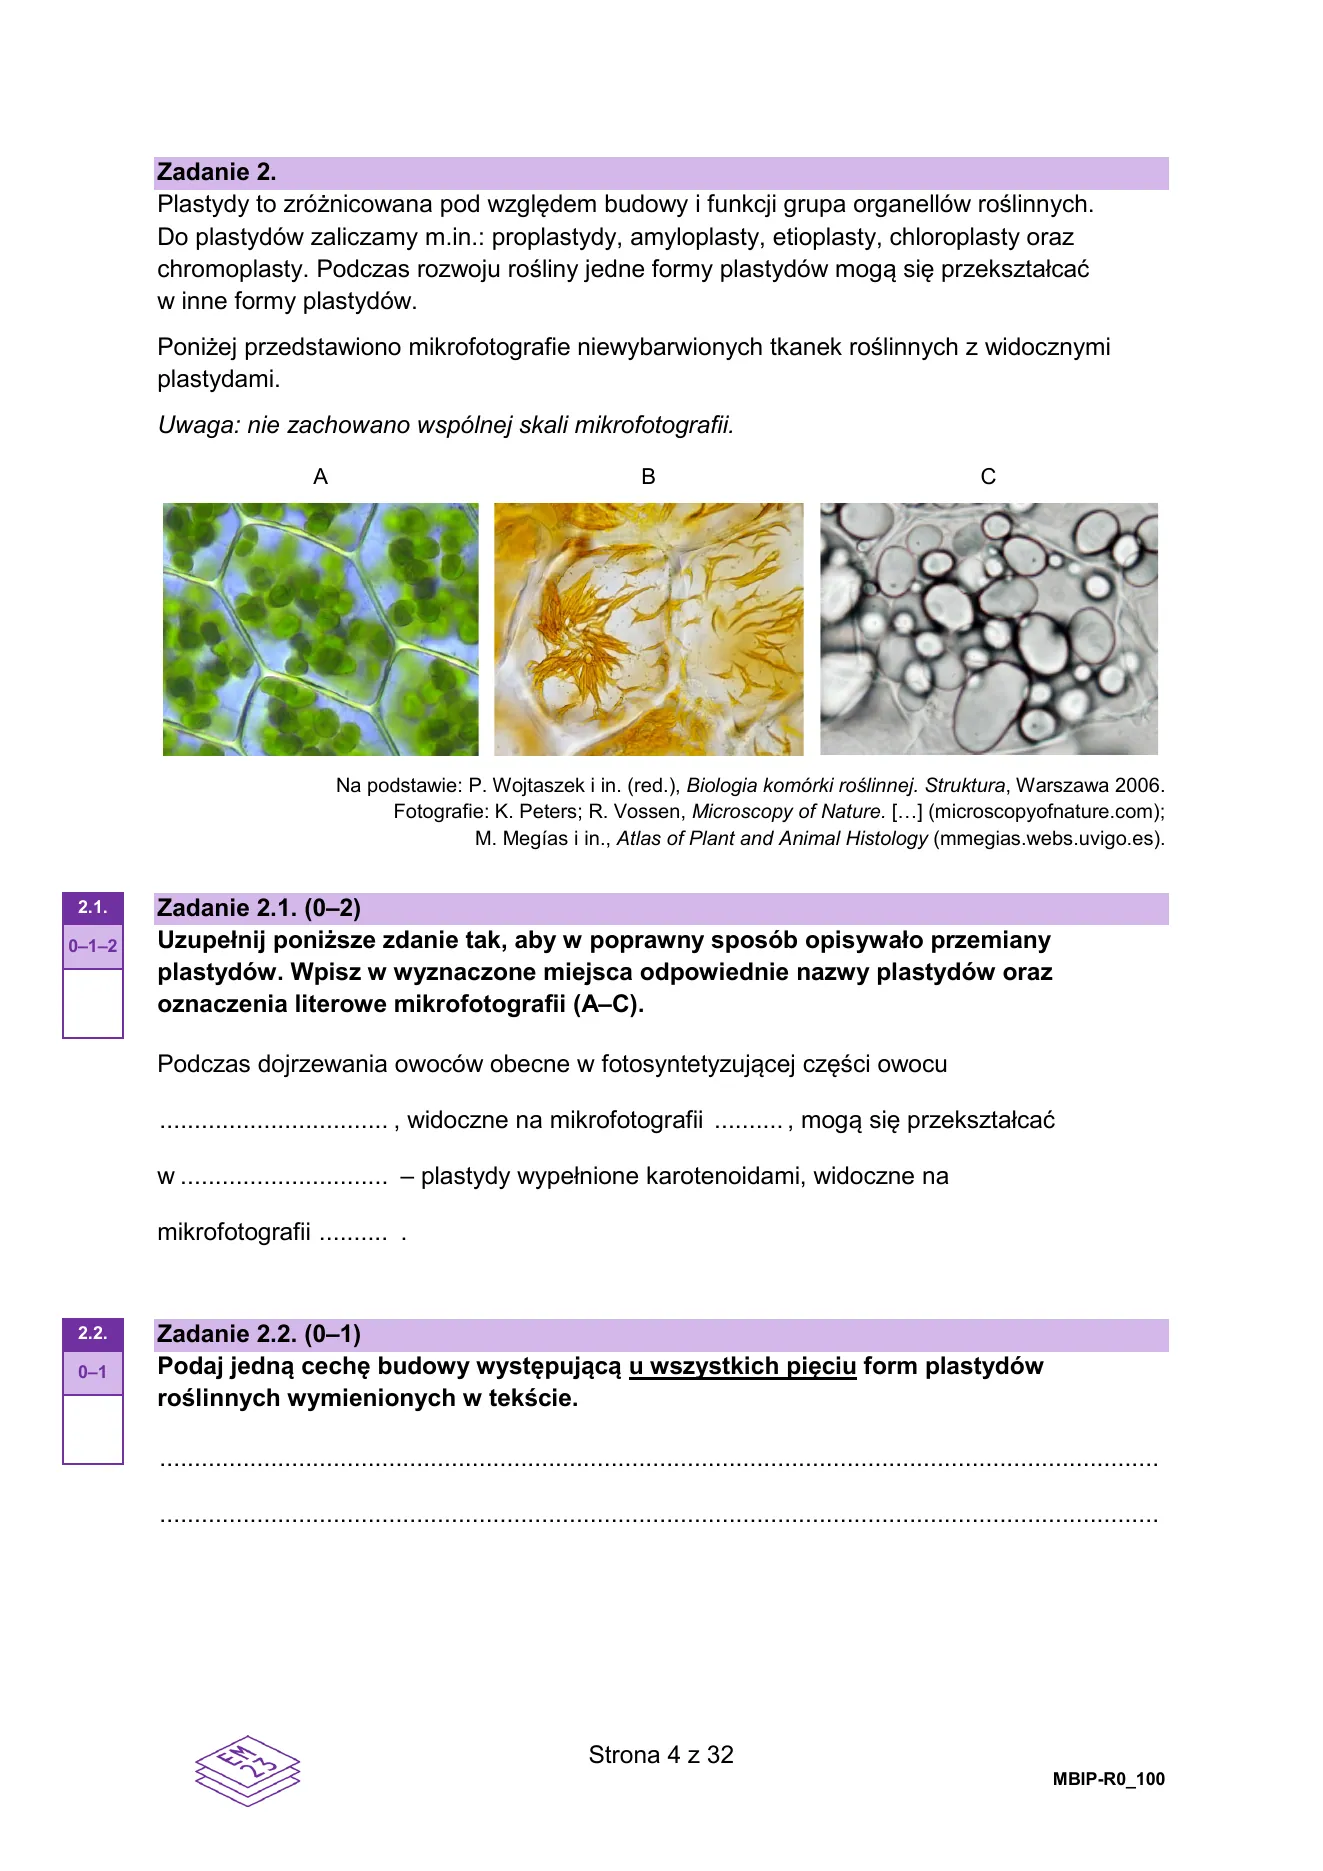 Zadanie 2.
Plastydy to zróżnicowana pod względem budowy i funkcji grupa organellów roślinnych.
Do plastydów zaliczamy m.in.: proplastydy, amyloplasty, etioplasty, chloroplasty oraz
chromoplasty. Podczas rozwoju rośliny jedne formy plastydów mogą się przekształcać
w inne formy plastydów.
Poniżej przedstawiono mikrofotografie niewybarwionych tkanek roślinnych z widocznymi
plastydami.
Uwaga: nie zachowano wspólnej skali mikrofotografii.
A B C
Na podstawie: P. Wojtaszek i in. (red.), Biologia komórki roślinnej. Struktura, Warszawa 2006.
Fotografie: K. Peters; R. Vossen, Microscopy of Nature. […] (microscopyofnature.com);
M. Megías i in., Atlas of Plant and Animal Histology (mmegias.webs.uvigo.es).
2.1.
0–1–2
Zadanie 2.1. (0–2)
Uzupełnij poniższe zdanie tak, aby w poprawny sposób opisywało przemiany
plastydów. Wpisz w wyznaczone miejsca odpowiednie nazwy plastydów oraz
oznaczenia literowe mikrofotografii (A–C).
Podczas dojrzewania owoców obecne w fotosyntetyzującej części owocu
................................. , widoczne na mikrofotografii .......... , mogą się przekształcać
w .............................. – plastydy wypełnione karotenoidami, widoczne na
mikrofotografii .......... .
2.2.
0–1
Zadanie 2.2. (0–1)
Podaj jedną cechę budowy występującą u wszystkich pięciu form plastydów
roślinnych wymienionych w tekście.
................................................................................................................................................
................................................................................................................................................
EM
23
Strona 4 z 32
MBIP-R0_100